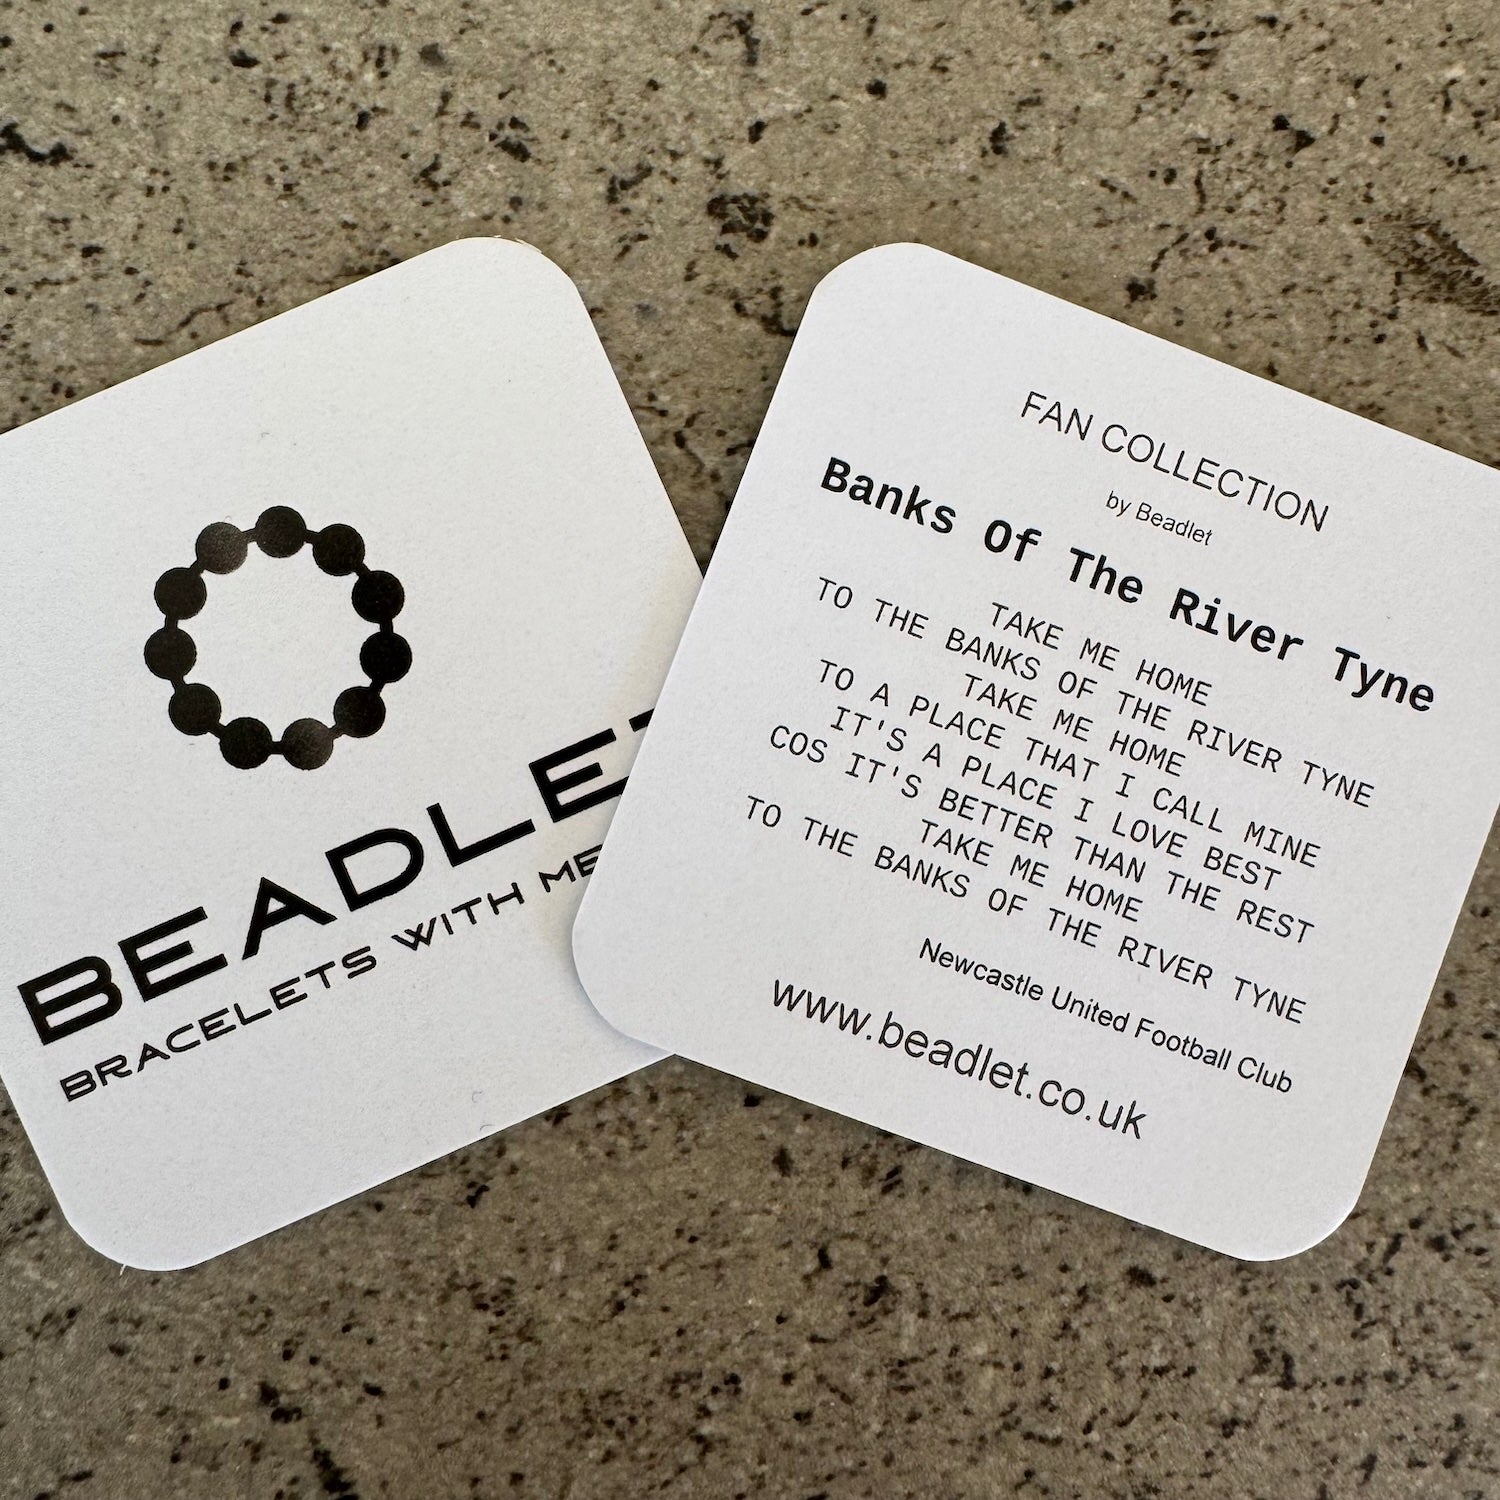 BEADLE
BRACELETS WITH ME
FAN COLLECTION
by Beadlet
Banks Of The River Tyne
TAKE ME HOME
TO THE BANKS OF THE RIVER TYNE
TAKE ME HOME
TO A PLACE THAT I CALL MINE
IT'S A PLACE I LOVE BEST
COS IT'S BETTER THAN THE REST
TAKE ME HOME
TO THE BANKS OF THE RIVER TYNE
Newcastle United Football Club
www.beadlet.co.uk